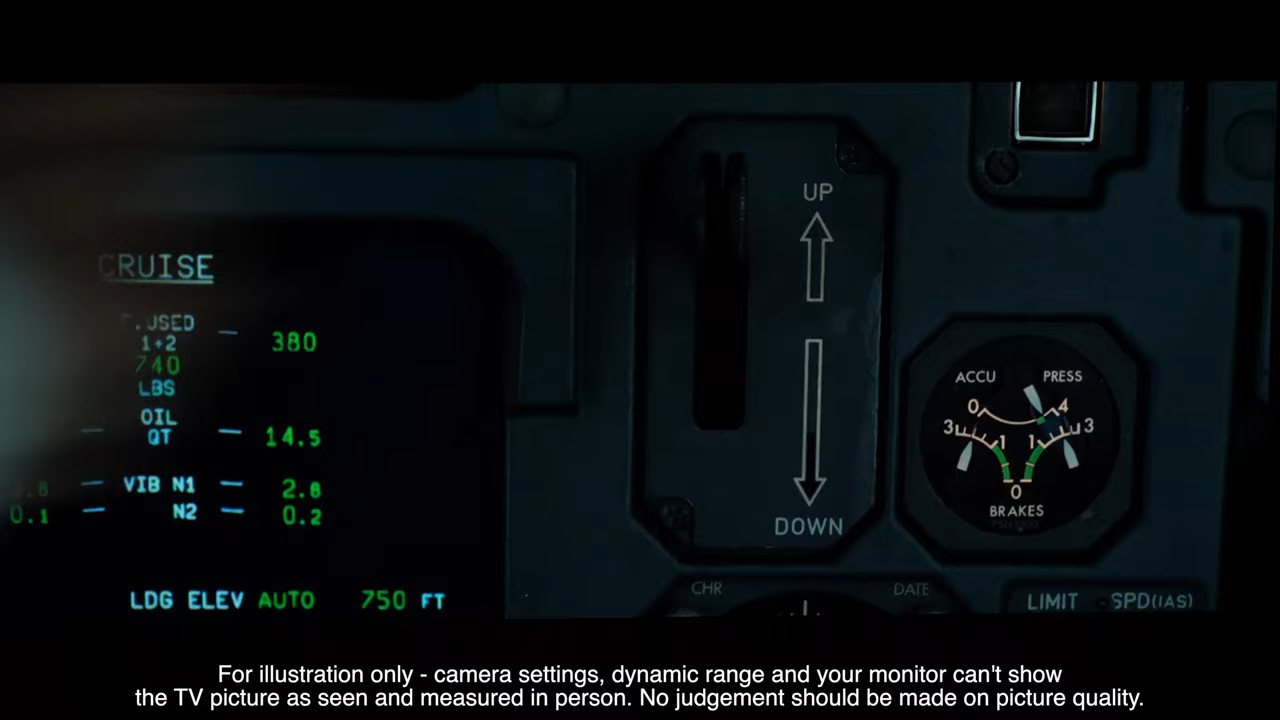 CRUISE
F.USED
1+2
380
740
LBS
OIL
QT
14.5
VIB N1
2.8
0.1
N2
0.2
LDG ELEV AUTO 750 FT
UP
DOWN
ACCU PRESS
0 4
3 1 1 3
0
BRAKES
CHR DATE
LIMIT SPD(IAS)
For illustration only - camera settings, dynamic range and your monitor can't show
the TV picture as seen and measured in person. No judgement should be made on picture quality.